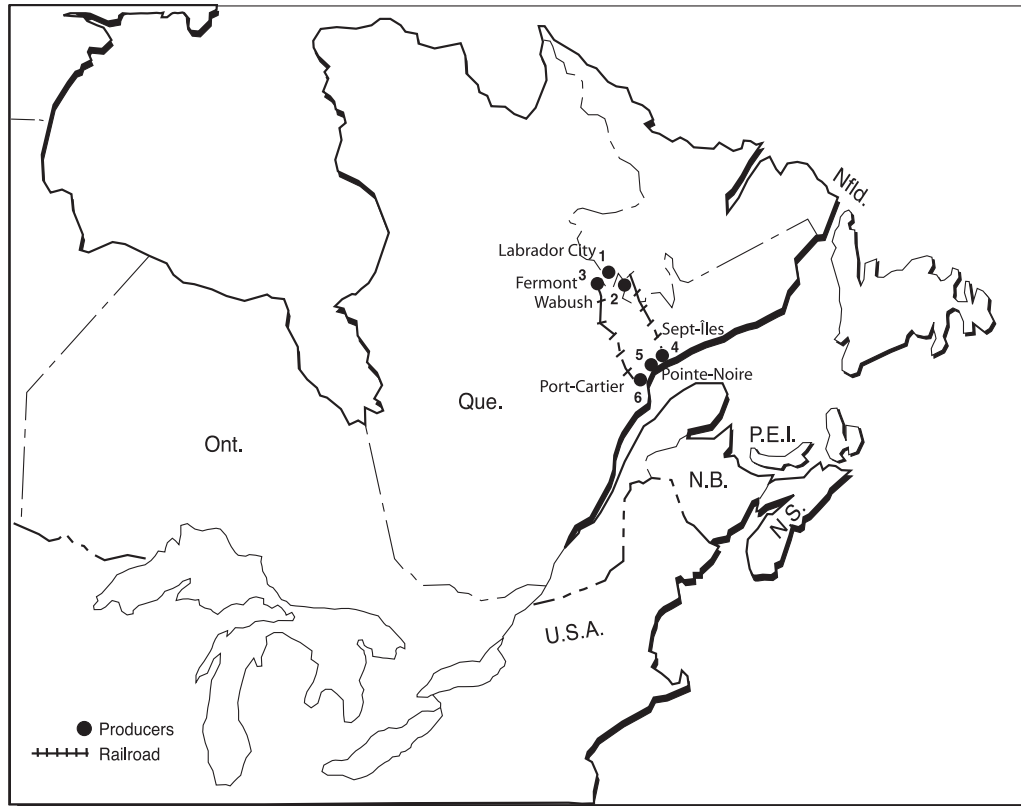 Nfld.
Labrador City
1
3
Fermont
Wabush
2
Sept-Îles
4
5
Pointe-Noire
Port-Cartier
6
Que.
Ont.
P.E.I.
N.B.
N.S.
U.S.A.
Producers
Railroad